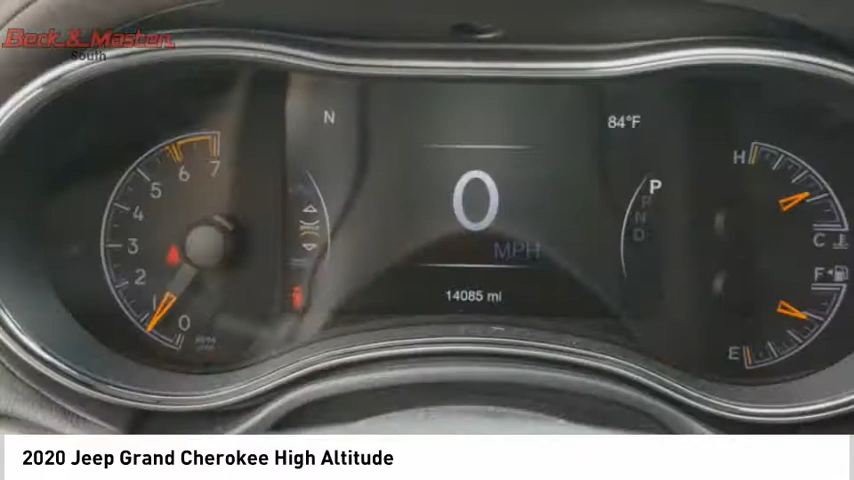 Beck & Masten
South
N
84°F
0
MPH
14085 mi
P
R
N
D
0
1
2
3
4
5
6
7
RPM
H
C
F
E
2020 Jeep Grand Cherokee High Altitude